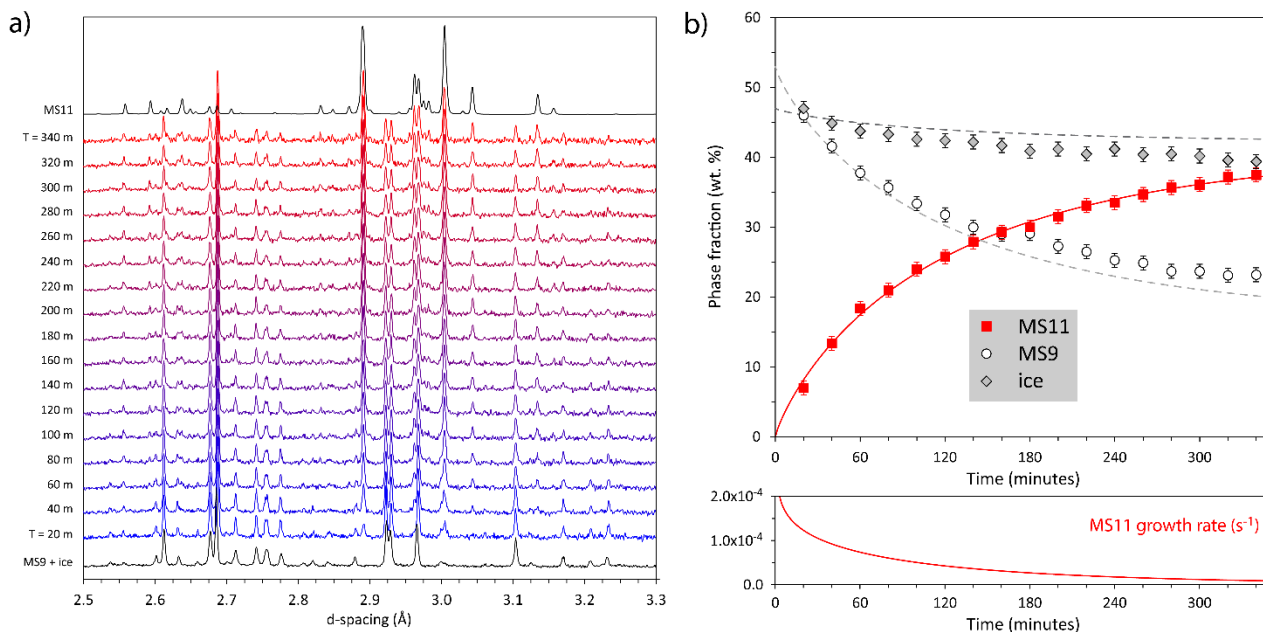 a)
MS11
T = 340 m
320 m
300 m
280 m
260 m
240 m
220 m
200 m
180 m
160 m
140 m
120 m
100 m
80 m
60 m
40 m
T = 20 m
MS9 + ice
2.5 2.6 2.7 2.8 2.9 3.0 3.1 3.2 3.3
d-spacing (Å)
b)
60
50
40
30
20
10
0
Phase fraction (wt. %)
MS11
MS9
ice
0 60 120 180 240 300
Time (minutes)
2.0x10⁻⁴
1.0x10⁻⁴
0.0
MS11 growth rate (s⁻¹)
0 60 120 180 240 300
Time (minutes)